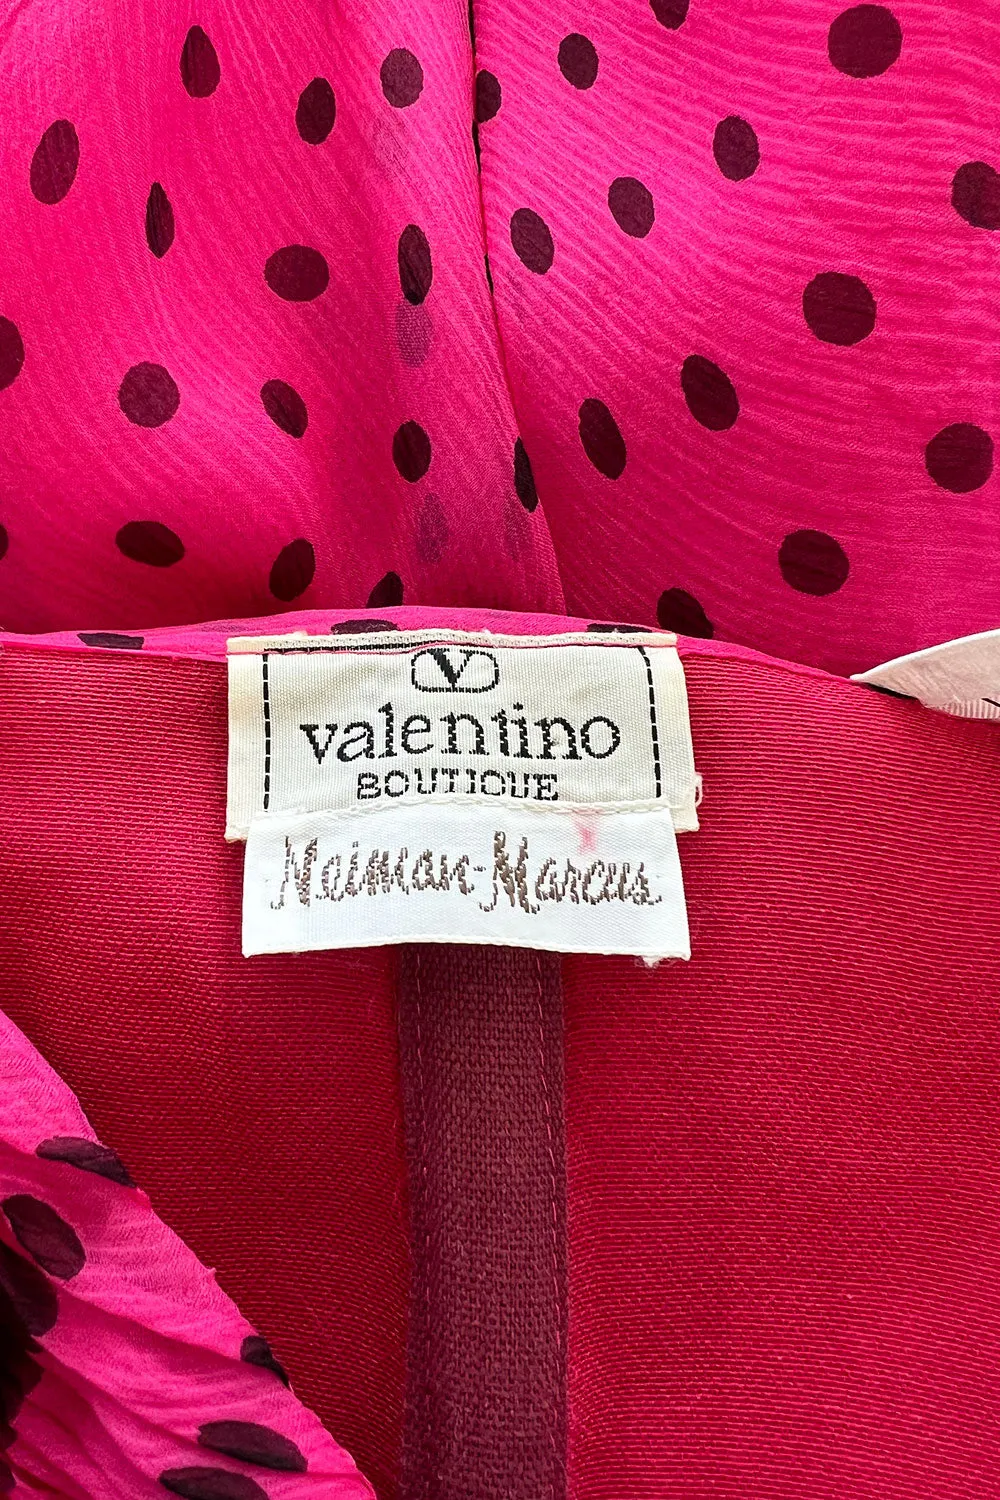 V
valentino
BOUTIQUE
Neiman-Marcus